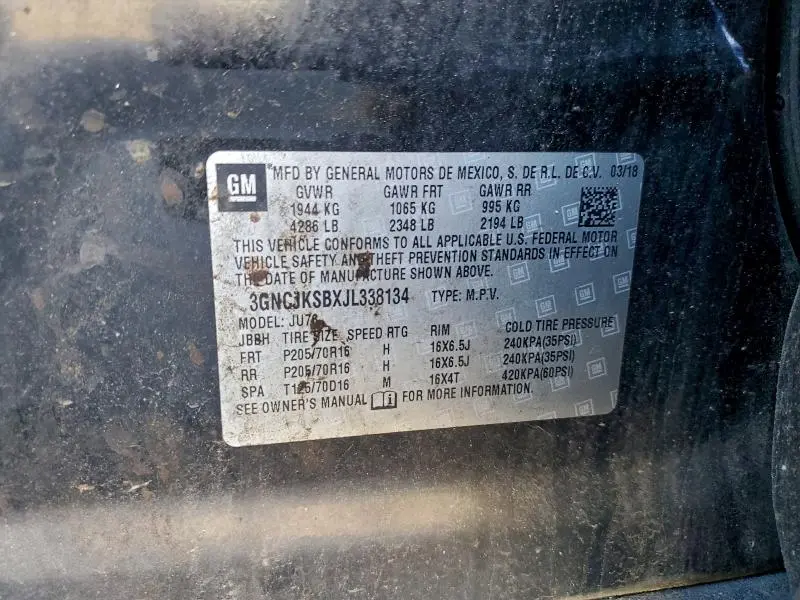 GM
MFD BY GENERAL MOTORS DE MEXICO, S. DE R.L. DE C.V. 03/18
GVWR GAWR FRT GAWR RR
1944 KG 1065 KG 995 KG
4286 LB 2348 LB 2194 LB
THIS VEHICLE CONFORMS TO ALL APPLICABLE U.S. FEDERAL MOTOR
VEHICLE SAFETY AND THEFT PREVENTION STANDARDS IN EFFECT ON
THE DATE OF MANUFACTURE SHOWN ABOVE.
3GNCJKSBXJL338134 TYPE: M.P.V.
MODEL: JU76
JBBH TIRE SIZE SPEED RTG RIM COLD TIRE PRESSURE
FRT P205/70R16 H 16X6.5J 240KPA(35PSI)
RR P205/70R16 H 16X6.5J 240KPA(35PSI)
SPA T125/70D16 M 16X4T 420KPA(60PSI)
SEE OWNER'S MANUAL FOR MORE INFORMATION.